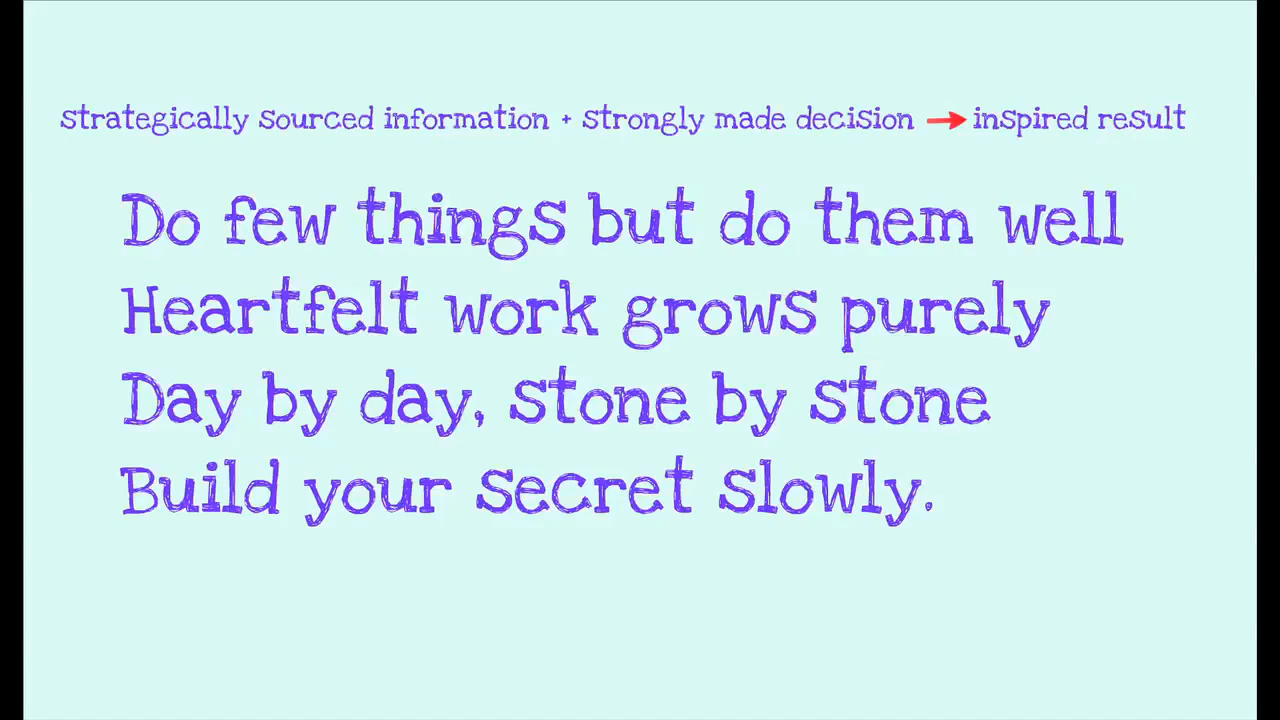 strategically sourced information + strongly made decision → inspired result
Do few things but do them well
Heartfelt work grows purely
Day by day, stone by stone
Build your secret slowly.